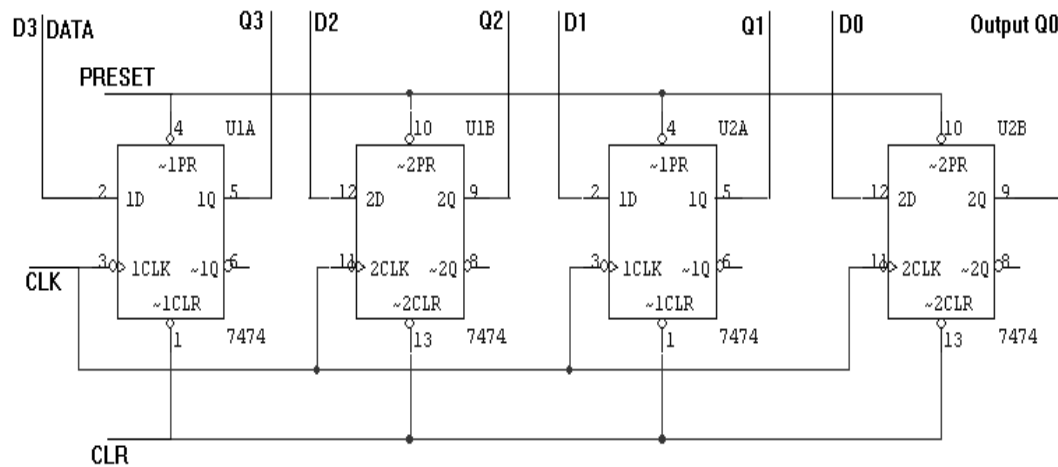 D3 DATA Q3 D2 Q2 D1 Q1 D0 Output Q0
PRESET
4 U1A 10 U1B 4 U2A 10 U2B
~1PR ~2PR ~1PR ~2PR
2 1D 1Q 5 12 2D 2Q 9 2 1D 1Q 5 12 2D 2Q 9
3 1CLK ~1Q 6 11 2CLK ~2Q 8 3 1CLK ~1Q 6 11 2CLK ~2Q 8
CLK
~1CLR ~2CLR ~1CLR ~2CLR
1 7474 13 7474 1 7474 13 7474
CLR